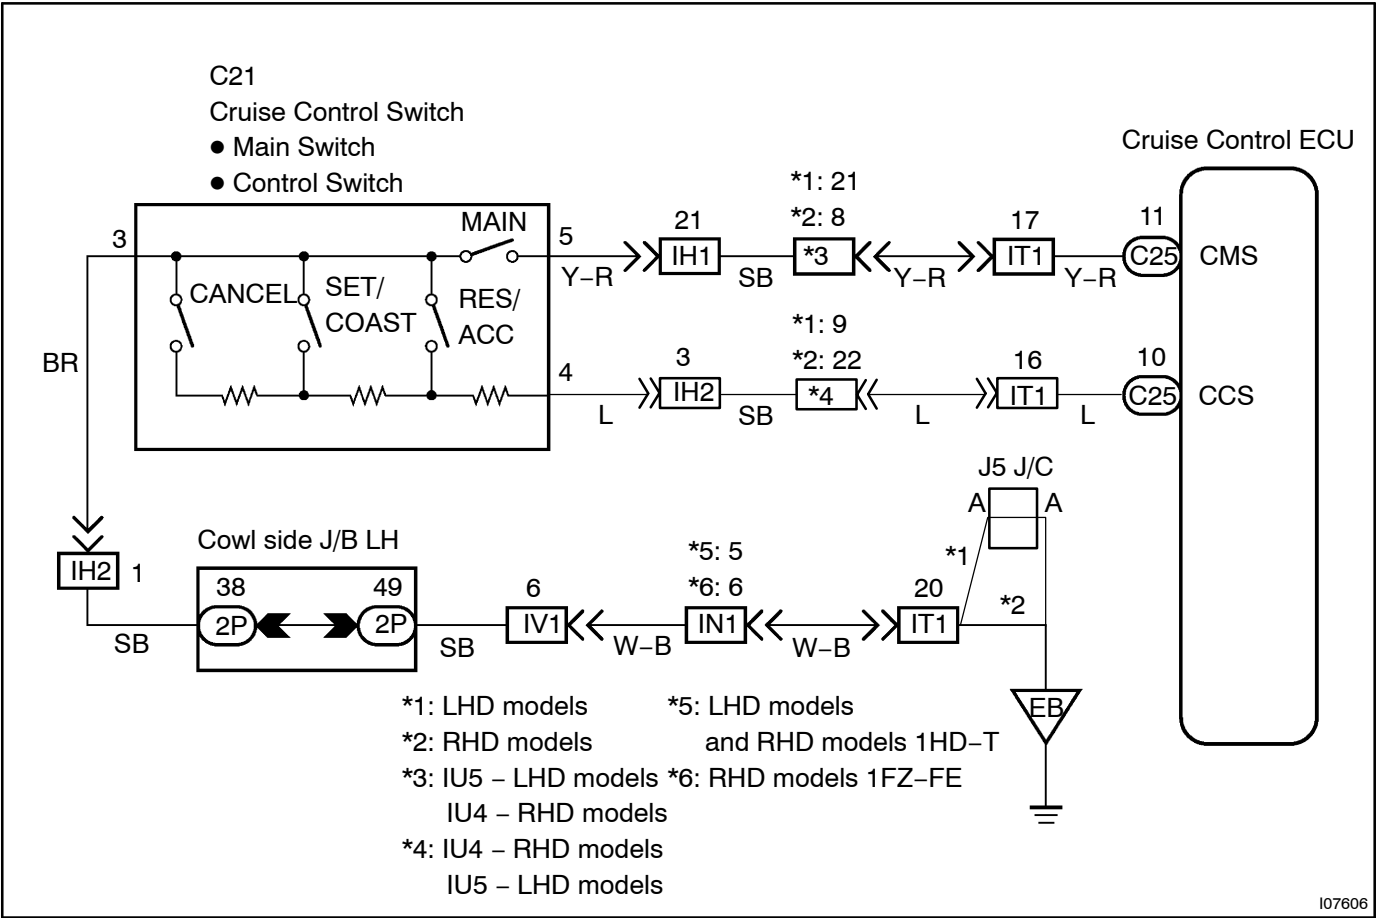 C21
Cruise Control Switch
● Main Switch
● Control Switch
Cruise Control ECU
*1: 21
*2: 8
3
MAIN
5
21
17
11
IH1
*3
IT1
C25
CMS
Y–R
SB
Y–R
Y–R
CANCEL
SET/
COAST
RES/
ACC
*1: 9
*2: 22
BR
4
3
16
10
IH2
*4
IT1
C25
CCS
L
SB
L
L
J5 J/C
A
A
Cowl side J/B LH
*5: 5
*6: 6
*1
IH2
1
38
49
6
20
*2
2P
2P
IV1
IN1
IT1
SB
SB
W–B
W–B
EB
*1: LHD models
*2: RHD models
*3: IU5 – LHD models
IU4 – RHD models
*4: IU4 – RHD models
IU5 – LHD models
*5: LHD models
and RHD models 1HD–T
*6: RHD models 1FZ–FE
I07606